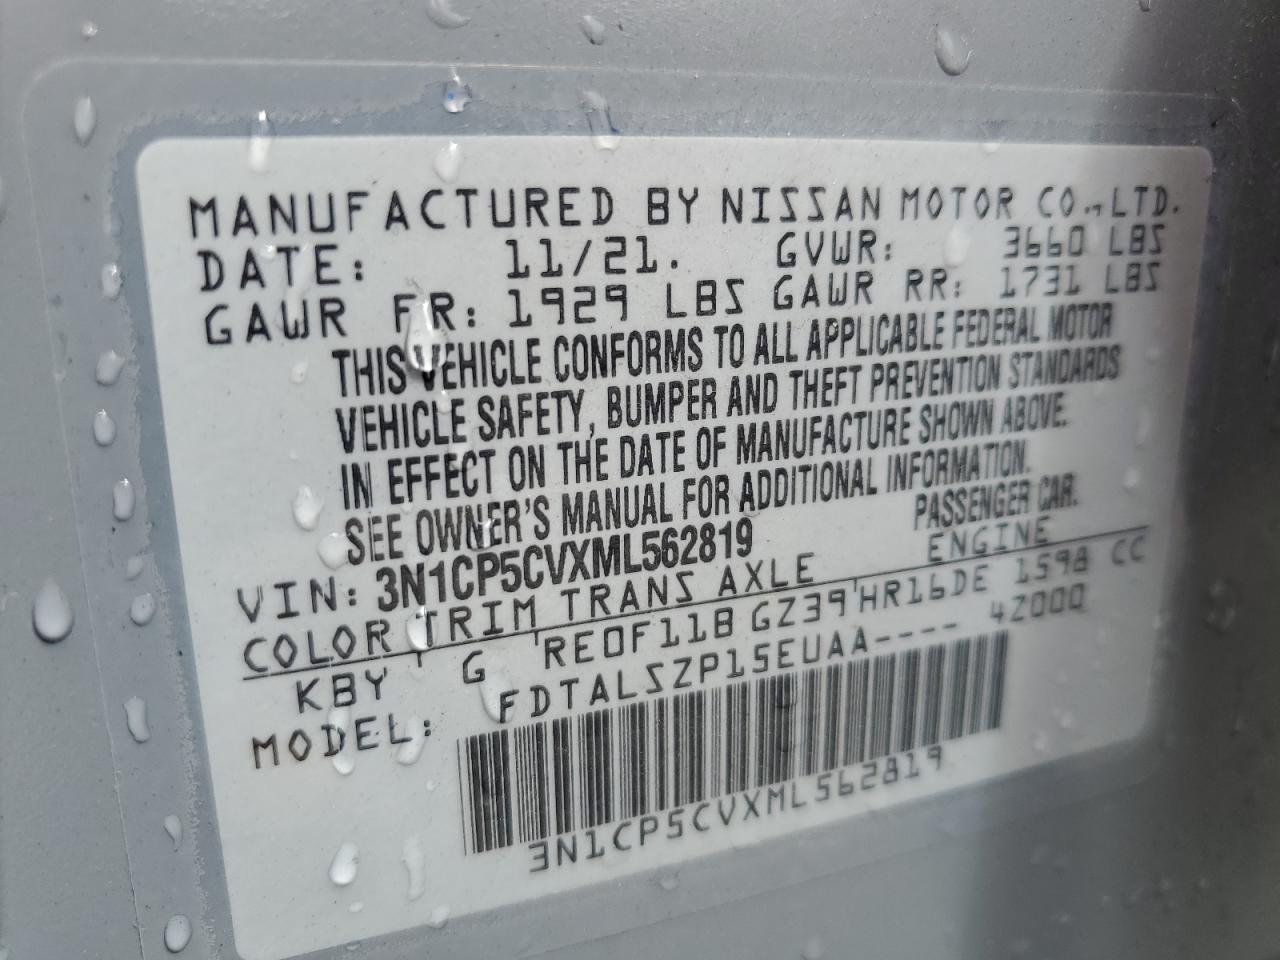 MANUFACTURED BY NISSAN MOTOR CO.,LTD.
DATE: 11/21. GVWR: 3660 LBS
GAWR FR: 1929 LBS GAWR RR: 1731 LBS
THIS VEHICLE CONFORMS TO ALL APPLICABLE FEDERAL MOTOR
VEHICLE SAFETY, BUMPER AND THEFT PREVENTION STANDARDS
IN EFFECT ON THE DATE OF MANUFACTURE SHOWN ABOVE.
SEE OWNER'S MANUAL FOR ADDITIONAL INFORMATION.
VIN: 3N1CP5CVXML562819 PASSENGER CAR.
COLOR TRIM TRANS AXLE ENGINE
KBY G RE0F11B GZ39 HR16DE 1598 CC
MODEL: FDTALSZP15EUAA---- 4Z000
3N1CP5CVXML562819